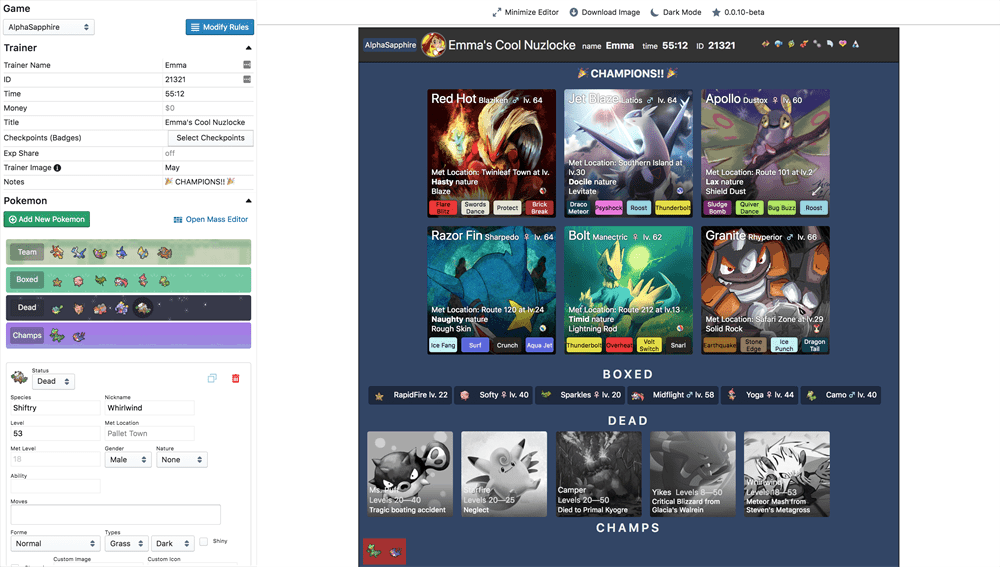 Game
AlphaSapphire
Modify Rules
Trainer
Trainer Name Emma
ID 21321
Time 55:12
Money $0
Title Emma's Cool Nuzlocke
Checkpoints (Badges) Select Checkpoints
Exp Share off
Trainer Image May
Notes 🎉 CHAMPIONS!! 🎉
Pokemon
Add New Pokemon Open Mass Editor
Team
Boxed
Dead
Champs
Status
Dead
Species Nickname
Shiftry Whirlwind
Level Met Location
53 Pallet Town
Met Level Gender Nature
18 Male None
Ability
Moves
Forme Types
Normal Grass Dark Shiny
Custom Image Custom Icon
Minimize Editor Download Image Dark Mode 0.0.10-beta
AlphaSapphire Emma's Cool Nuzlocke name Emma time 55:12 ID 21321
🎉 CHAMPIONS!! 🎉
Red Hot Blaziken ♂ lv. 64
Met Location: Twinleaf Town at lv.
Hasty nature
Blaze
Flare Blitz Swords Dance Protect Brick Break
Jet Blaze Latios ♂ lv. 64
Met Location: Southern Island at
lv.30
Docile nature
Levitate
Draco Meteor Psyshock Roost Thunderbolt
Apollo Dustox ♀ lv. 60
Met Location: Route 101 at lv.2
Lax nature
Shield Dust
Sludge Bomb Quiver Dance Bug Buzz Roost
Razor Fin Sharpedo ♀ lv. 64
Met Location: Route 120 at lv.24
Naughty nature
Rough Skin
Ice Fang Surf Crunch Aqua Jet
Bolt Manectric ♀ lv. 62
Met Location: Route 212 at lv.13
Timid nature
Lightning Rod
Thunderbolt Overheat Volt Switch Snarl
Granite Rhyperior ♂ lv. 66
Met Location: Safari Zone at lv.29
Solid Rock
Earthquake Stone Edge Ice Punch Dragon Tail
BOXED
RapidFire lv. 22 Softy ♀ lv. 40 Sparkles ♀ lv. 20 Midflight ♂ lv. 58 Yoga ♀ lv. 44 Camo ♂ lv. 40
DEAD
Ms. Puff
Levels 20—40
Tragic boating accident
Starfire
Levels 20—25
Neglect
Camper
Levels 20—50
Died to Primal Kyogre
Yikes Levels 6—50
Critical Blizzard from
Glacia's Walrein
Whirlwind
Levels 18—53
Meteor Mash from
Steven's Metagross
CHAMPS